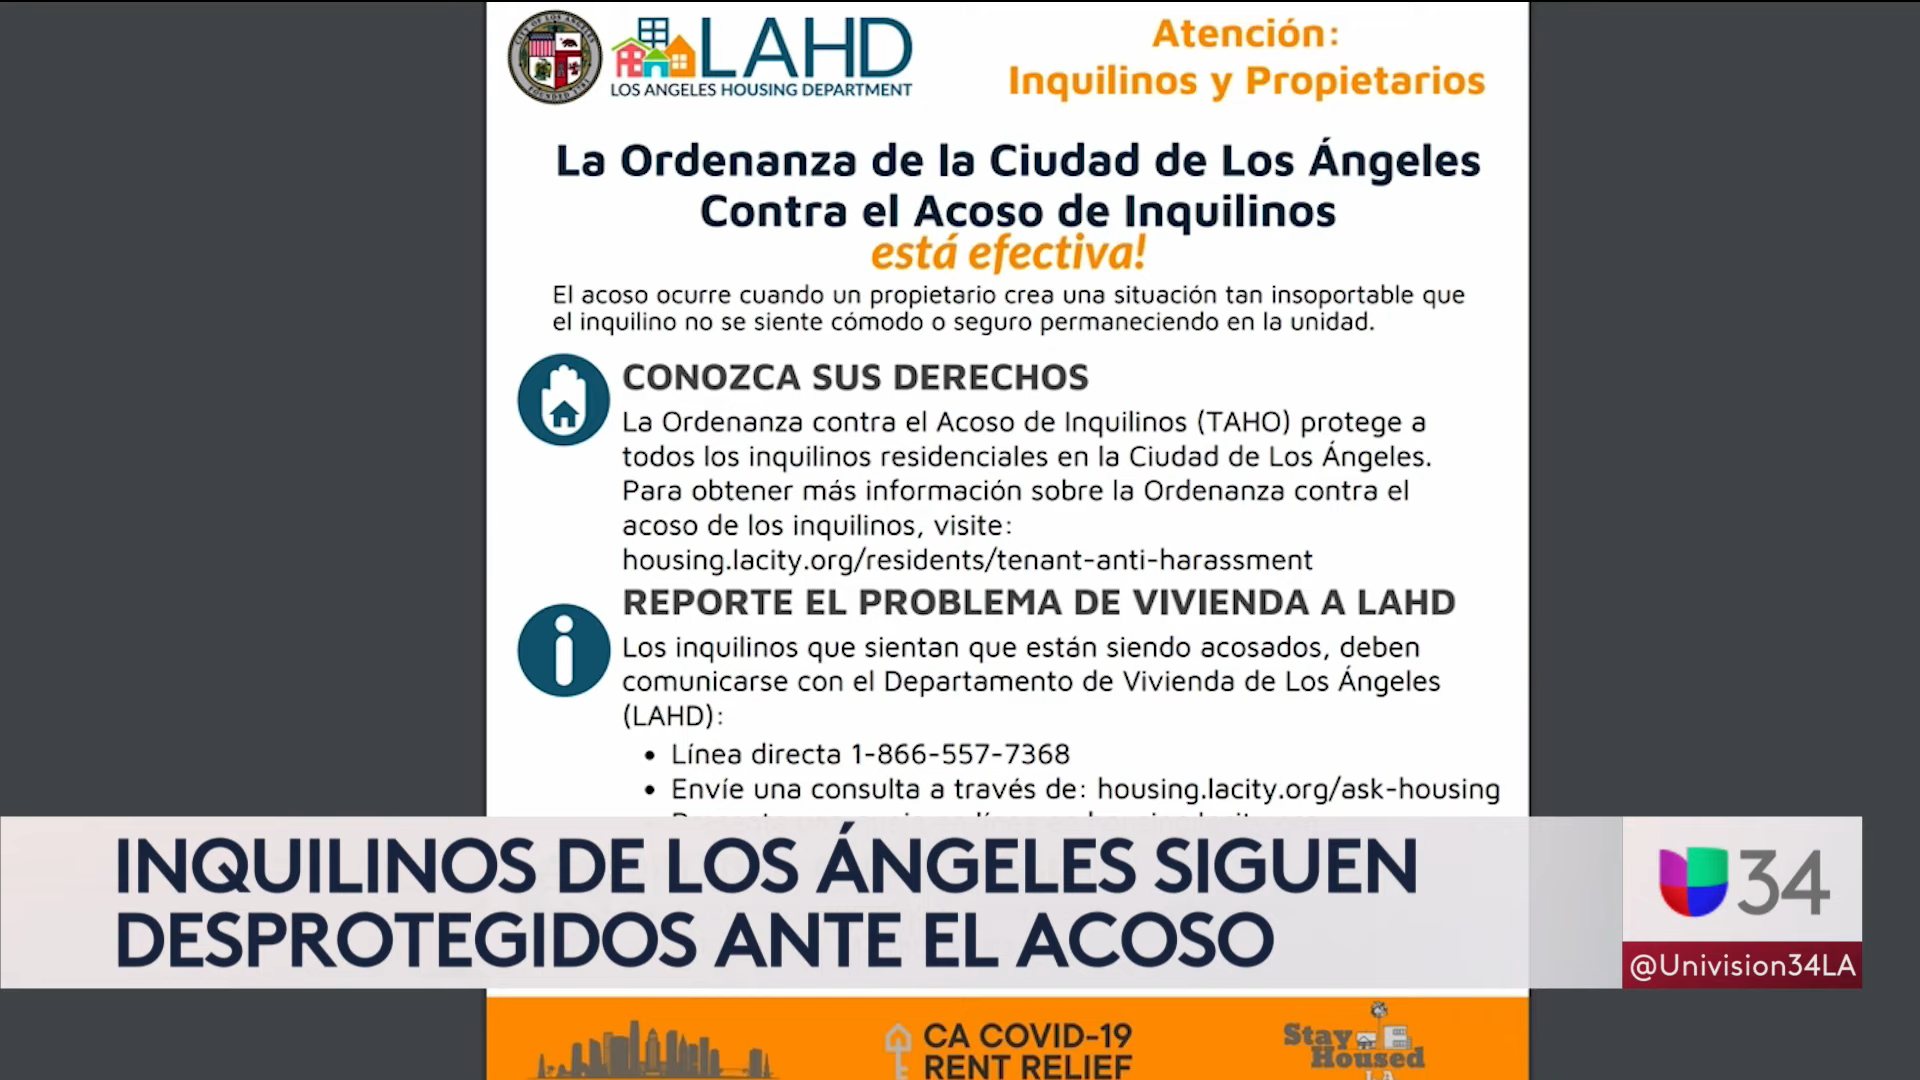 LAHD
LOS ANGELES HOUSING DEPARTMENT
Atención:
Inquilinos y Propietarios
La Ordenanza de la Ciudad de Los Ángeles
Contra el Acoso de Inquilinos
está efectiva!
El acoso ocurre cuando un propietario crea una situación tan insoportable que
el inquilino no se siente cómodo o seguro permaneciendo en la unidad.
CONOZCA SUS DERECHOS
La Ordenanza contra el Acoso de Inquilinos (TAHO) protege a
todos los inquilinos residenciales en la Ciudad de Los Ángeles.
Para obtener más información sobre la Ordenanza contra el
acoso de los inquilinos, visite:
housing.lacity.org/residents/tenant-anti-harassment
REPORTE EL PROBLEMA DE VIVIENDA A LAHD
Los inquilinos que sientan que están siendo acosados, deben
comunicarse con el Departamento de Vivienda de Los Ángeles
(LAHD):
• Línea directa 1-866-557-7368
• Envíe una consulta a través de: housing.lacity.org/ask-housing
INQUILINOS DE LOS ÁNGELES SIGUEN
DESPROTEGIDOS ANTE EL ACOSO
34
@Univision34LA
CA COVID-19
RENT RELIEF
Stay
Housed
LA